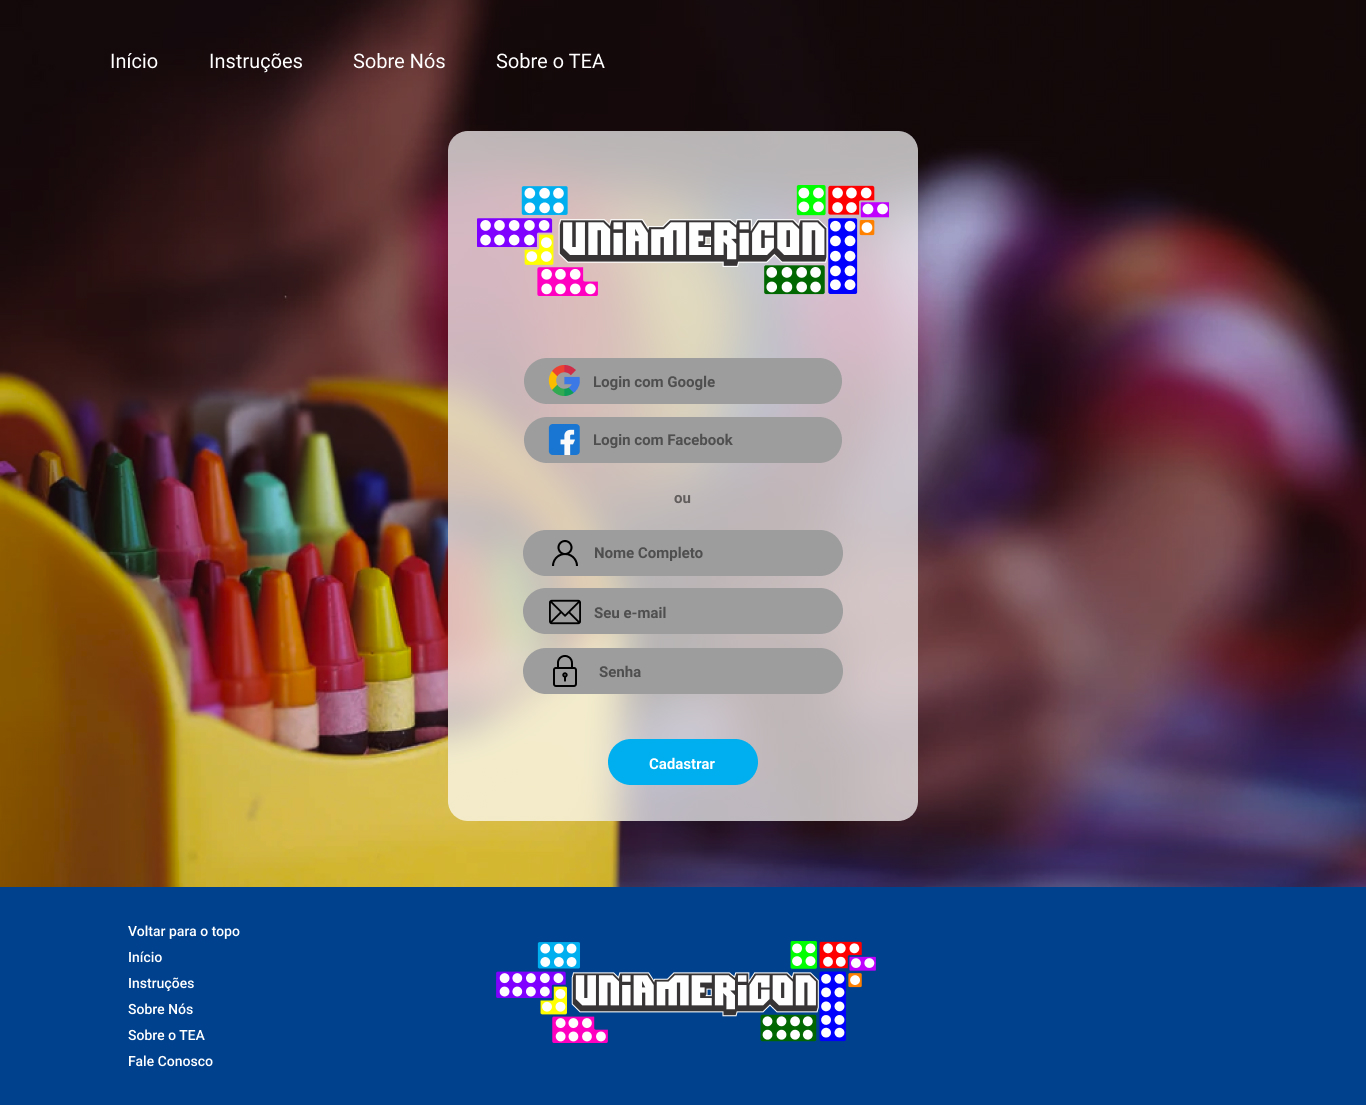 Início Instruções Sobre Nós Sobre o TEA
UNIAMERICON
Login com Google
Login com Facebook
ou
Nome Completo
Seu e-mail
Senha
Cadastrar
Voltar para o topo
Início
Instruções
Sobre Nós
Sobre o TEA
Fale Conosco
UNIAMERICON